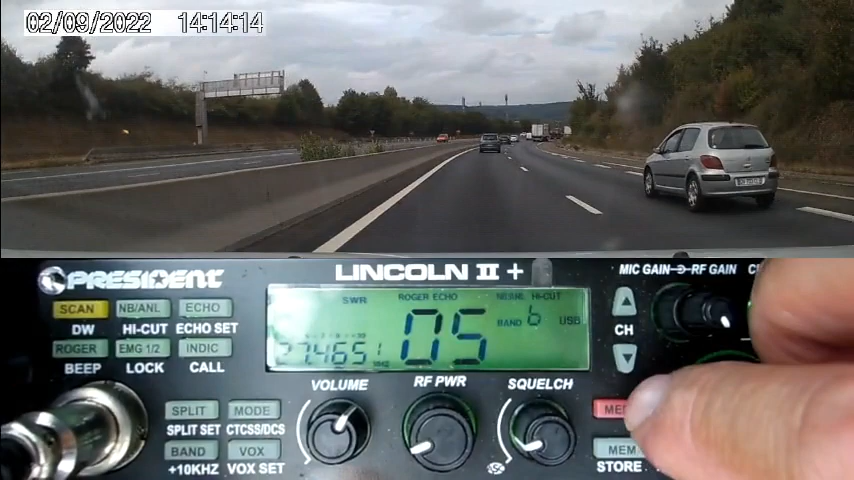 02/09/2022 14:14:14
PRESIDENT
LINCOLN II +
MIC GAIN RF GAIN
SCAN NB/ANL ECHO
DW HI-CUT ECHO SET
ROGER EMG 1/2 INDIC
BEEP LOCK CALL
SWR ROGER ECHO NB/ANL HI-CUT
05 BAND 6 USB
27.4651
CH
VOLUME RF PWR SQUELCH
SPLIT MODE
SPLIT SET CTCSS/DCS
BAND VOX
+10KHZ VOX SET
MEM
STORE